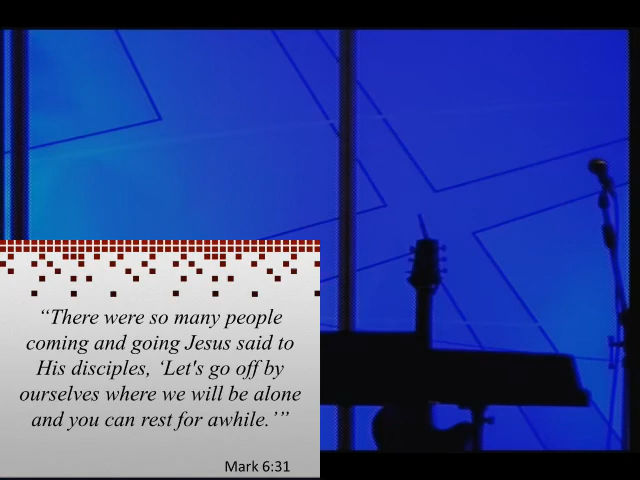 “There were so many people
coming and going Jesus said to
His disciples, ‘Let's go off by
ourselves where we will be alone
and you can rest for awhile.’”
Mark 6:31